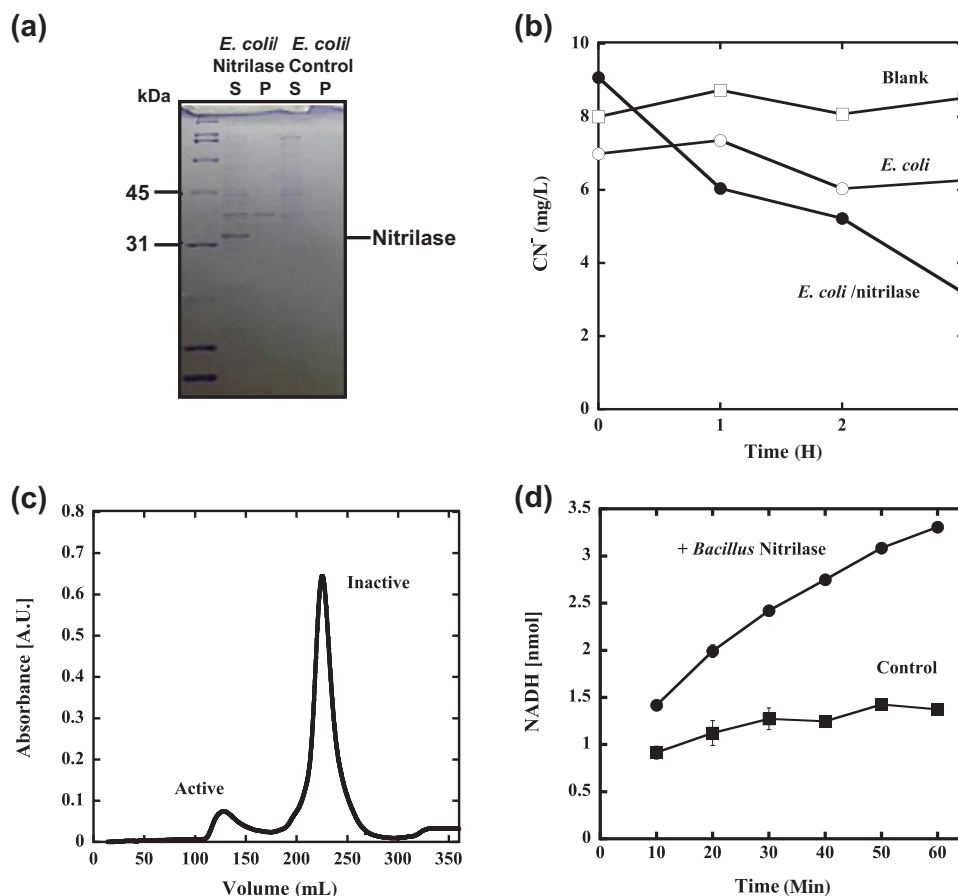 (a)
E. coli/ E. coli/
Nitrilase Control
S P S P
kDa
45
31
Nitrilase
(b)
10
8
6
4
2
0
CN⁻ (mg/L)
Blank
E. coli
E. coli /nitrilase
0 1 2
Time (H)
(c)
0.8
0.7
0.6
0.5
0.4
0.3
0.2
0.1
0
Absorbance [A.U.]
Inactive
Active
0 50 100 150 200 250 300 350
Volume (mL)
(d)
3.5
3
2.5
2
1.5
1
0.5
0
NADH [nmol]
+ Bacillus Nitrilase
Control
0 10 20 30 40 50 60
Time (Min)